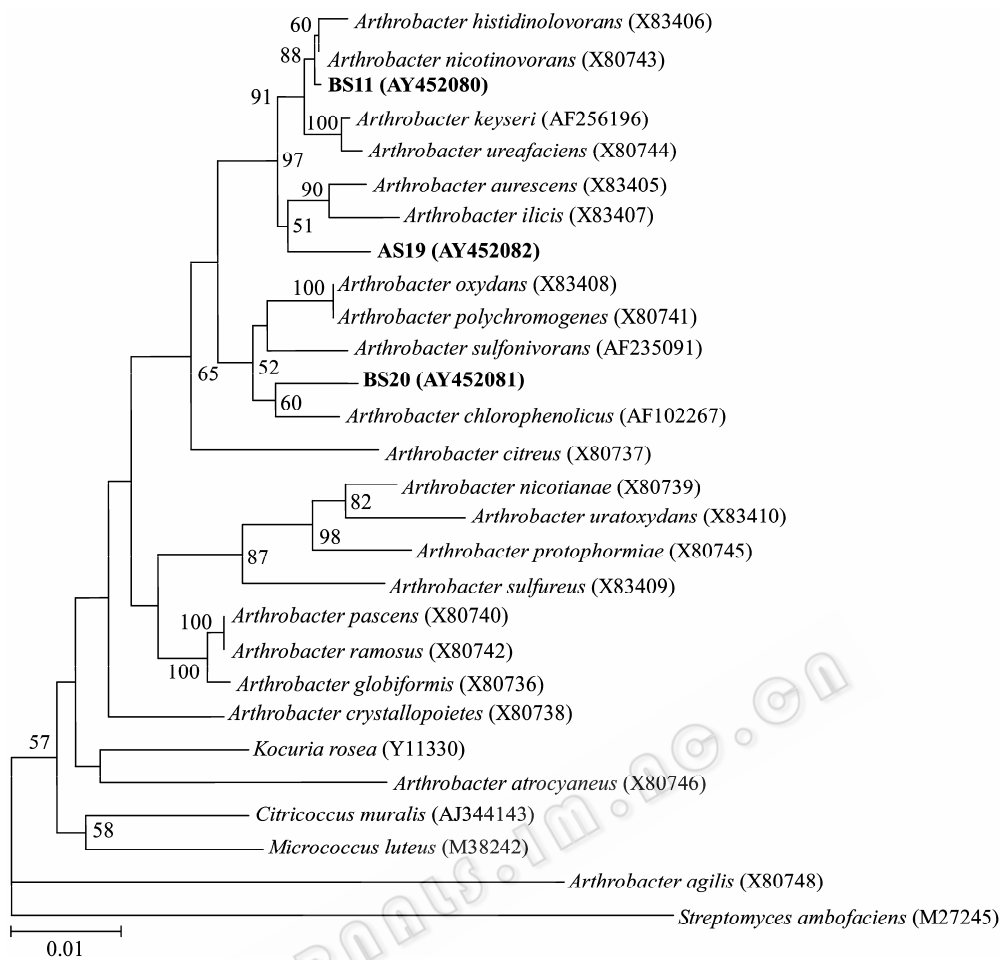 60
Arthrobacter histidinolovorans (X83406)
88
Arthrobacter nicotinovorans (X80743)
BS11 (AY452080)
91
100
Arthrobacter keyseri (AF256196)
Arthrobacter ureafaciens (X80744)
97
90
Arthrobacter aurescens (X83405)
Arthrobacter ilicis (X83407)
51
AS19 (AY452082)
100
Arthrobacter oxydans (X83408)
Arthrobacter polychromogenes (X80741)
Arthrobacter sulfonivorans (AF235091)
65
52
BS20 (AY452081)
60
Arthrobacter chlorophenolicus (AF102267)
Arthrobacter citreus (X80737)
Arthrobacter nicotianae (X80739)
82
Arthrobacter uratoxydans (X83410)
98
Arthrobacter protophormiae (X80745)
87
Arthrobacter sulfureus (X83409)
100
Arthrobacter pascens (X80740)
Arthrobacter ramosus (X80742)
100
Arthrobacter globiformis (X80736)
Arthrobacter crystallopoietes (X80738)
57
Kocuria rosea (Y11330)
Arthrobacter atrocyaneus (X80746)
Citricoccus muralis (AJ344143)
58
Micrococcus luteus (M38242)
Arthrobacter agilis (X80748)
Streptomyces ambofaciens (M27245)
0.01